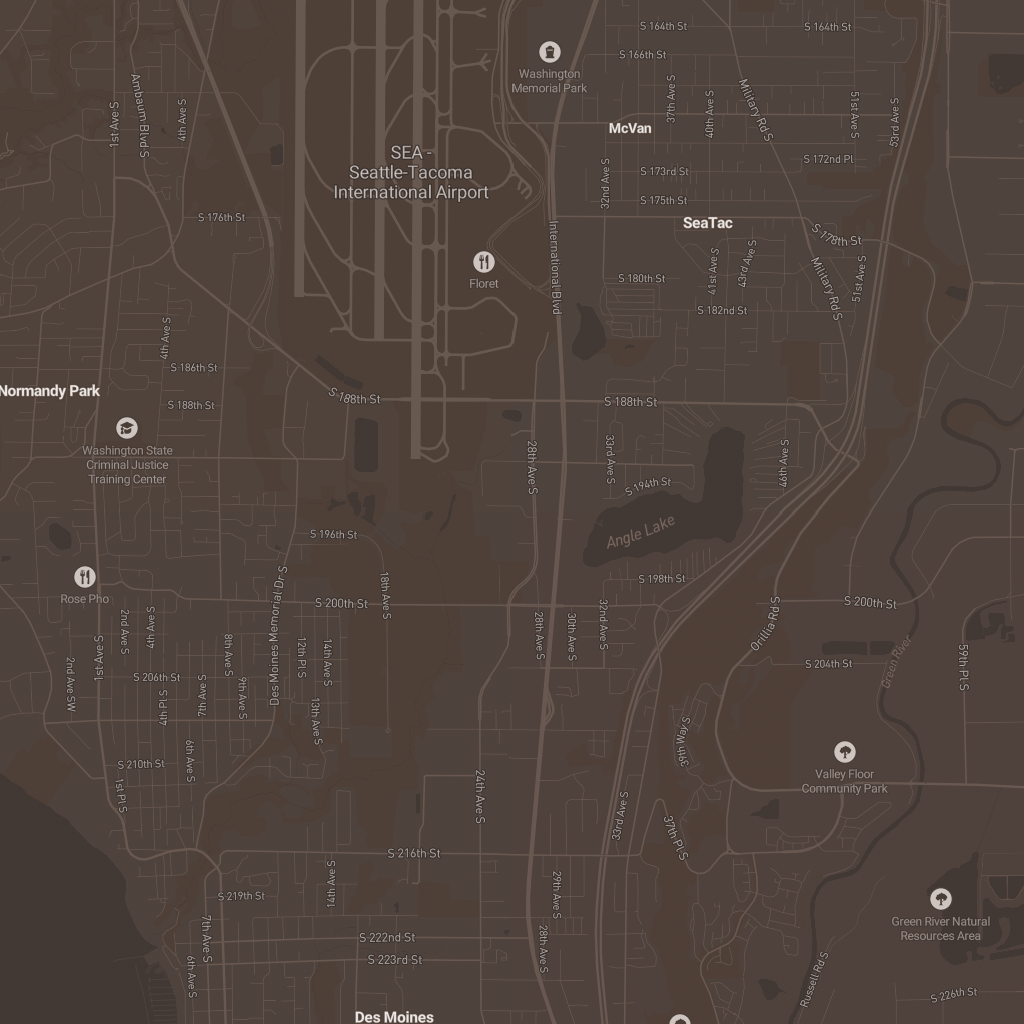 S 164th St
S 164th St
S 166th St
Washington
Memorial Park
Ambaum Blvd S
1st Ave S
4th Ave S
37th Ave S
40th Ave S
Military Rd S
51st Ave S
53rd Ave S
McVan
SEA -
Seattle-Tacoma
International Airport
S 172nd Pl
S 173rd St
32nd Ave S
S 175th St
S 176th St
SeaTac
S 178th St
International Blvd
Floret
S 180th St
41st Ave S
43rd Ave S
Military Rd S
51st Ave S
S 182nd St
4th Ave S
S 186th St
Normandy Park
S 188th St
S 188th St
S 188th St
Washington State
Criminal Justice
Training Center
28th Ave S
33rd Ave S
46th Ave S
S 194th St
Angle Lake
S 196th St
Rose Pho
S 198th St
Des Moines Memorial Dr S
18th Ave S
S 200th St
S 200th St
2nd Ave S
4th Ave S
28th Ave S
30th Ave S
32nd Ave S
Orillia Rd S
1st Ave S
8th Ave S
12th Pl S
14th Ave S
Green River
S 204th St
59th Pl S
2nd Ave SW
S 206th St
4th Pl S
7th Ave S
9th Ave S
13th Ave S
39th Way S
6th Ave S
S 210th St
1st Pl S
Valley Floor
Community Park
24th Ave S
33rd Ave S
37th Pl S
S 216th St
14th Ave S
29th Ave S
S 219th St
Green River Natural
Resources Area
7th Ave S
S 222nd St
28th Ave S
S 223rd St
6th Ave S
Russell Rd S
S 226th St
Des Moines